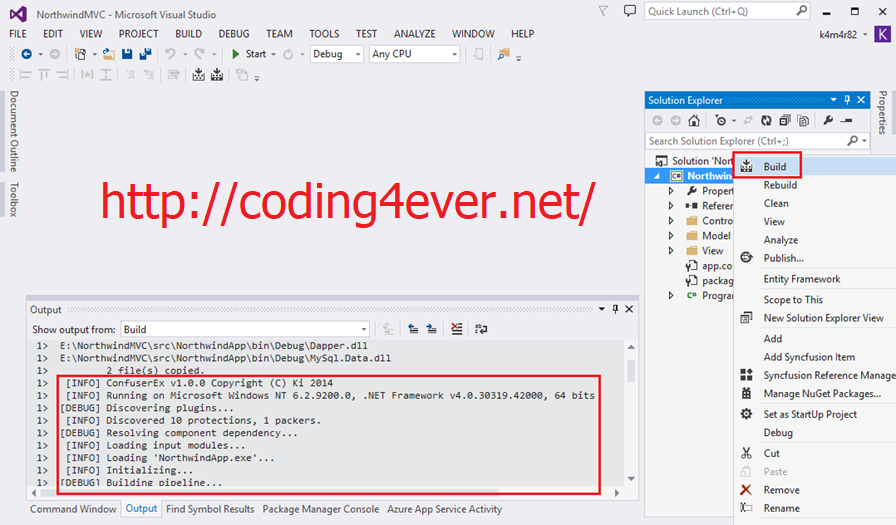 NorthwindMVC - Microsoft Visual Studio
Quick Launch (Ctrl+Q)
FILE EDIT VIEW PROJECT BUILD DEBUG TEAM TOOLS TEST ANALYZE WINDOW HELP
k4m4r82 K
Start Debug Any CPU
Document Outline
Toolbox
http://coding4ever.net/
Solution Explorer
Search Solution Explorer (Ctrl+;)
Properties
Solution 'Nor
C# Northwin
Propert
Referen
Contro
Model
View
app.co
packag
C# Progra
Build
Rebuild
Clean
View
Analyze
Publish...
Entity Framework
Scope to This
New Solution Explorer View
Add
Add Syncfusion Item
Syncfusion Reference Manage
Manage NuGet Packages...
Set as StartUp Project
Debug
Cut
Paste
Remove
Rename
Output
Show output from: Build
1> E:\NorthwindMVC\src\NorthwindApp\bin\Debug\Dapper.dll
1> E:\NorthwindMVC\src\NorthwindApp\bin\Debug\MySql.Data.dll
1> 2 file(s) copied.
1> [INFO] ConfuserEx v1.0.0 Copyright (C) Ki 2014
1> [INFO] Running on Microsoft Windows NT 6.2.9200.0, .NET Framework v4.0.30319.42000, 64 bits
1> [DEBUG] Discovering plugins...
1> [INFO] Discovered 10 protections, 1 packers.
1> [DEBUG] Resolving component dependency...
1> [INFO] Loading input modules...
1> [INFO] Loading 'NorthwindApp.exe'...
1> [INFO] Initializing...
1> [DEBUG] Building pipeline...
Command Window Output Find Symbol Results Package Manager Console Azure App Service Activity